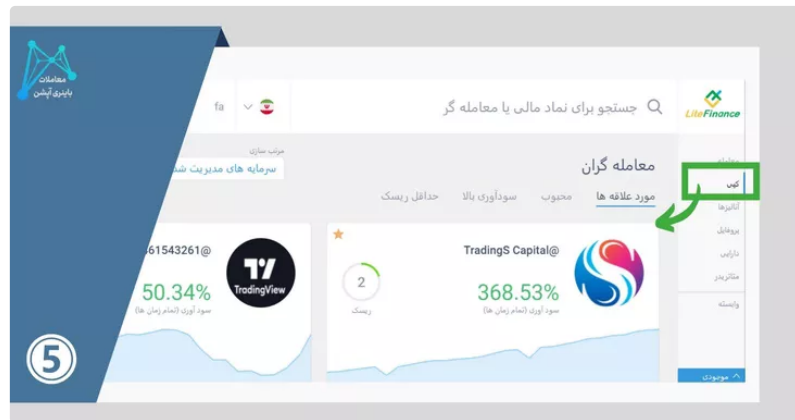 معاملات
باینری آپشن
LiteFinance
جستجو برای نماد مالی یا معامله گر
fa
معامله
کپی
آنالیزها
پروفایل
دارایی
متاتریدر
وابسته
موجودی
معامله گران
مرتب سازی
سرمایه های مدیریت شد
مورد علاقه ها
محبوب
سودآوری بالا
حداقل ریسک
@TradingS Capital
368.53%
سود آوری (تمام زمان ها)
2
ریسک
61543261@
TradingView
50.34%
سود آوری (تمام زمان ها)
5